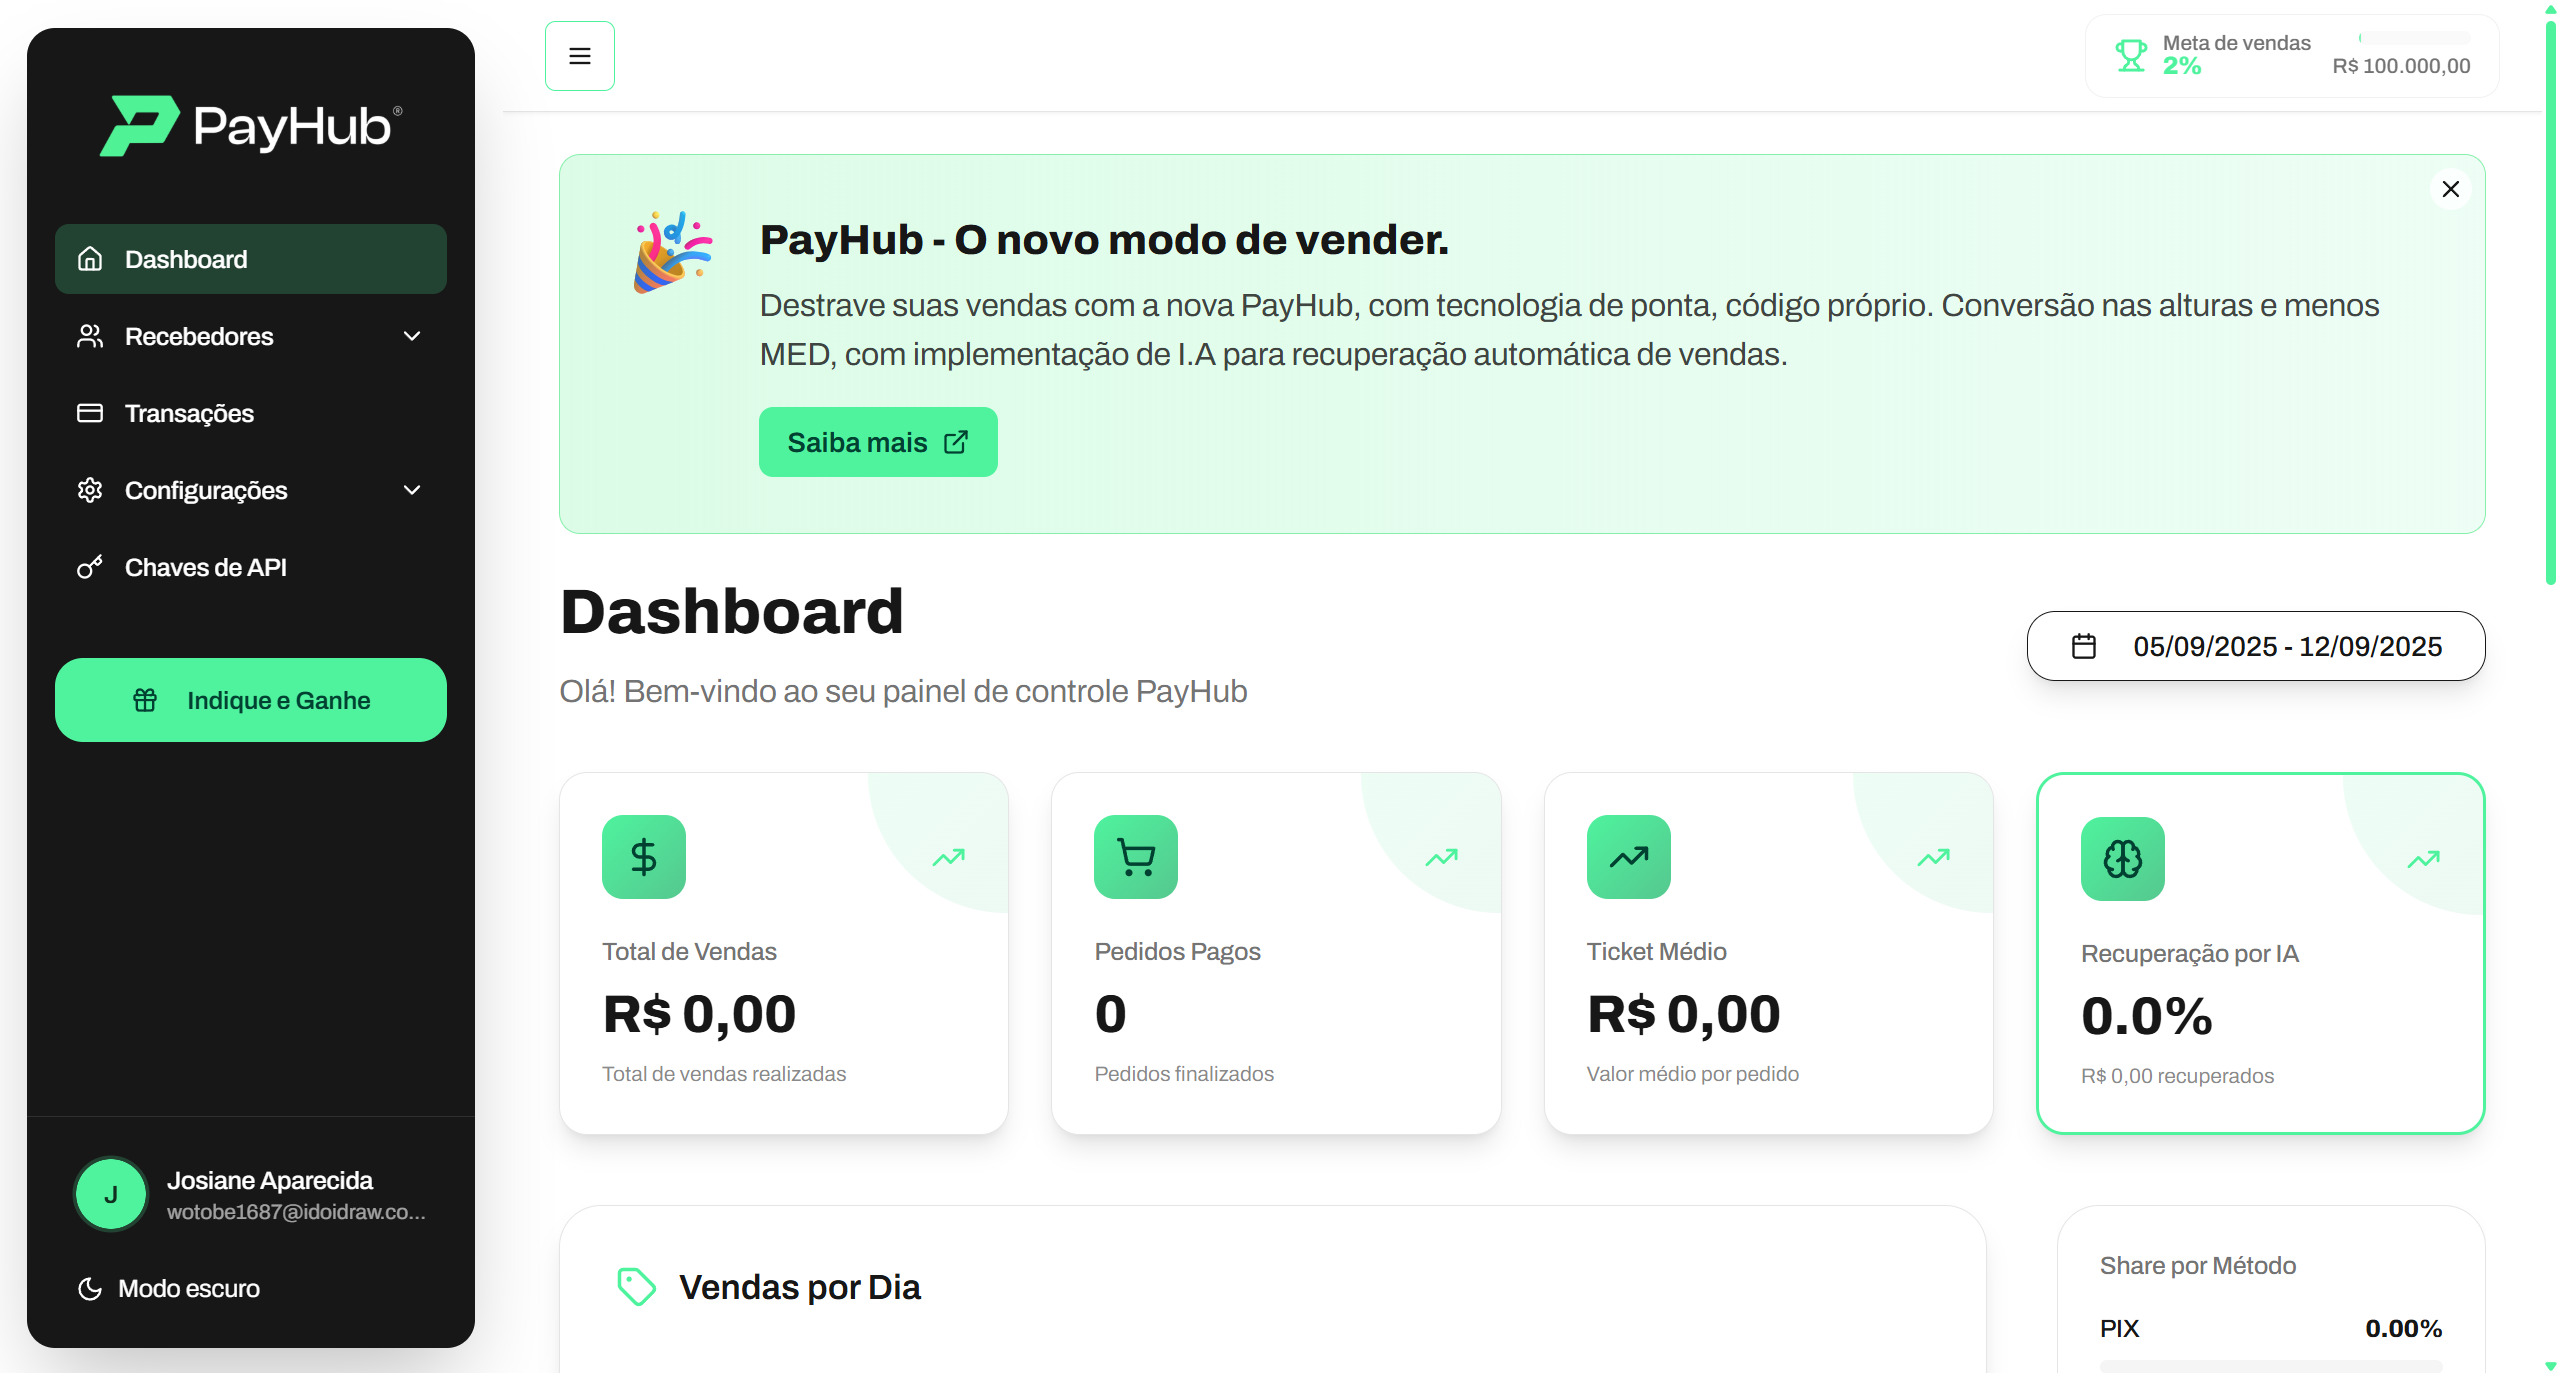 PayHub®
Dashboard
Recebedores
Transações
Configurações
Chaves de API
Indique e Ganhe
Josiane Aparecida
wotobe1687@idoidraw.co...
Modo escuro
Meta de vendas
2%
R$ 100.000,00
PayHub - O novo modo de vender.
Destrave suas vendas com a nova PayHub, com tecnologia de ponta, código próprio. Conversão nas alturas e menos
MED, com implementação de I.A para recuperação automática de vendas.
Saiba mais
Dashboard
Olá! Bem-vindo ao seu painel de controle PayHub
05/09/2025 - 12/09/2025
Total de Vendas
R$ 0,00
Total de vendas realizadas
Pedidos Pagos
0
Pedidos finalizados
Ticket Médio
R$ 0,00
Valor médio por pedido
Recuperação por IA
0.0%
R$ 0,00 recuperados
Vendas por Dia
Share por Método
PIX 0.00%
J